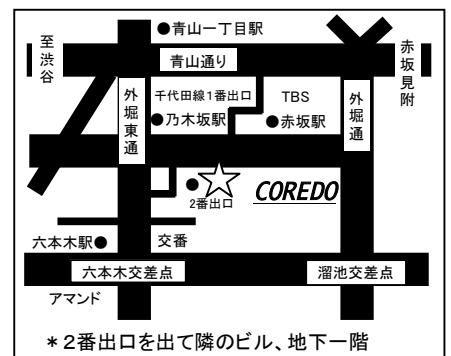 ●青山一丁目駅
至渋谷
青山通り
赤坂見附
外堀東通
千代田線1番出口
TBS
外堀通
●乃木坂駅
●赤坂駅
●
2番出口
☆
COREDO
六本木駅●
交番
六本木交差点
溜池交差点
アマンド
＊2番出口を出て隣のビル、地下一階